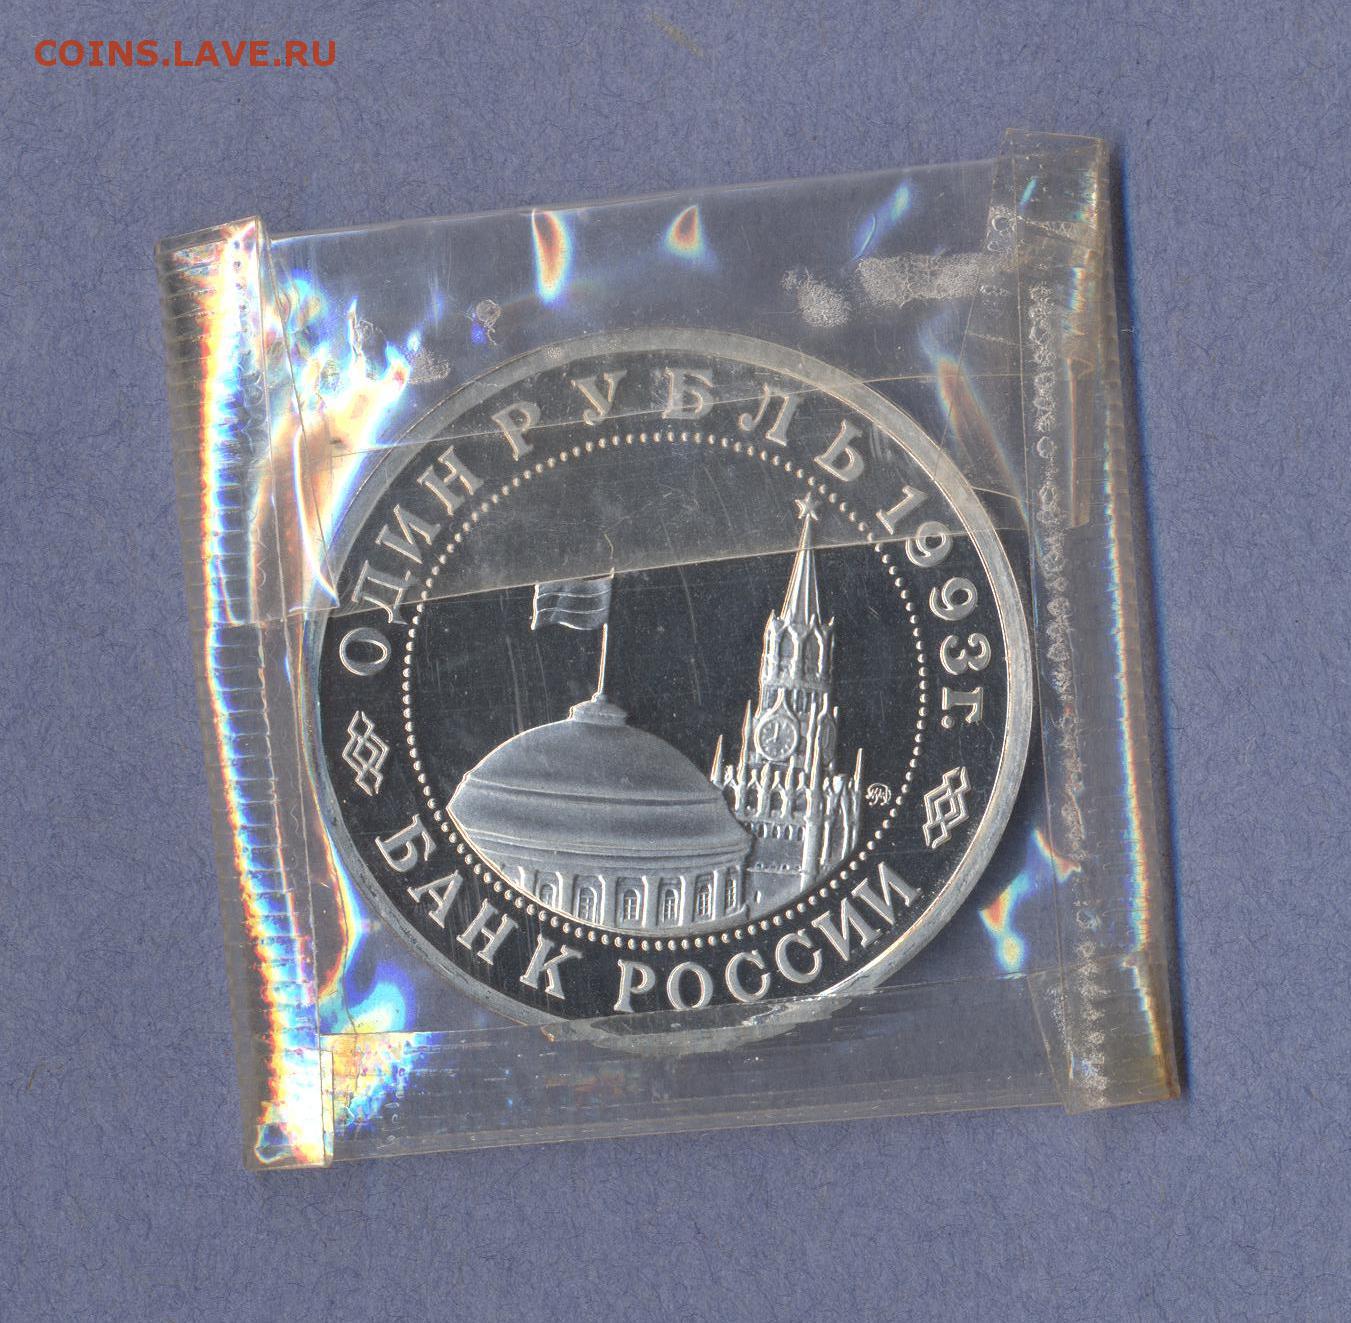 COINS.LAVE.RU
ОДИН РУБЛЬ 1993г.
БАНК РОССИИ